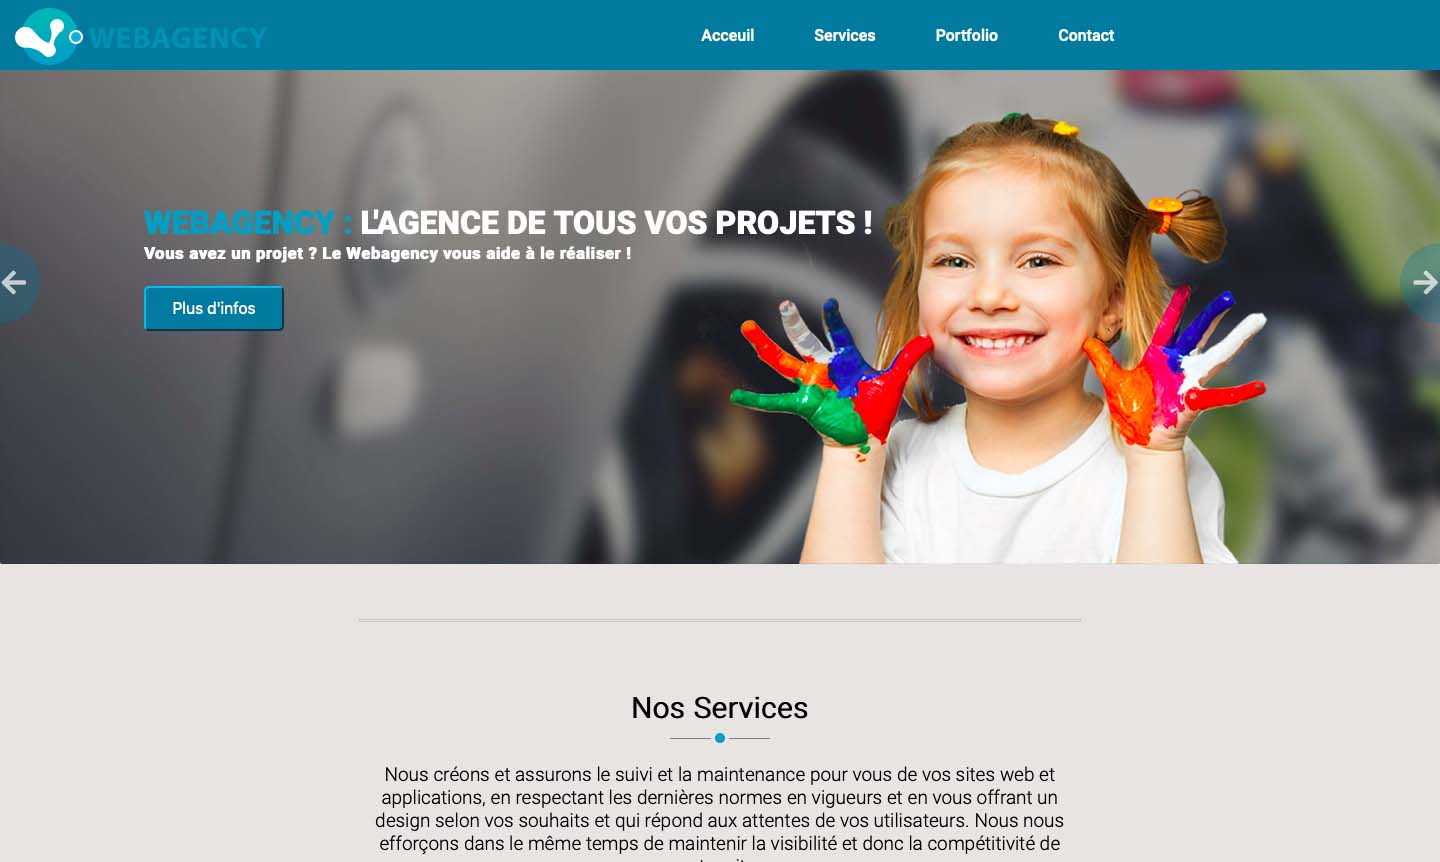 WEBAGENCY
Acceuil
Services
Portfolio
Contact
WEBAGENCY : L'AGENCE DE TOUS VOS PROJETS !
Vous avez un projet ? Le Webagency vous aide à le réaliser !
Plus d'infos
Nos Services
Nous créons et assurons le suivi et la maintenance pour vous de vos sites web et
applications, en respectant les dernières normes en vigueurs et en vous offrant un
design selon vos souhaits et qui répond aux attentes de vos utilisateurs. Nous nous
efforçons dans le même temps de maintenir la visibilité et donc la compétitivité de